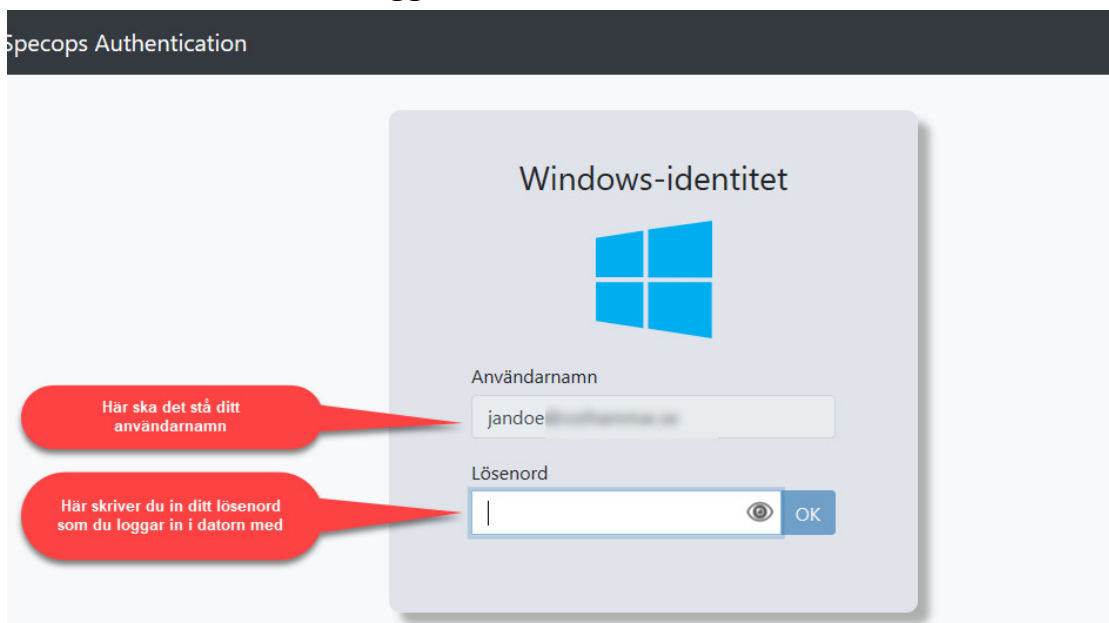 Specops Authentication
Windows-identitet
Användarnamn
Här ska det stå ditt
användarnamn
jandoe
Lösenord
Här skriver du in ditt lösenord
som du loggar in i datorn med
OK